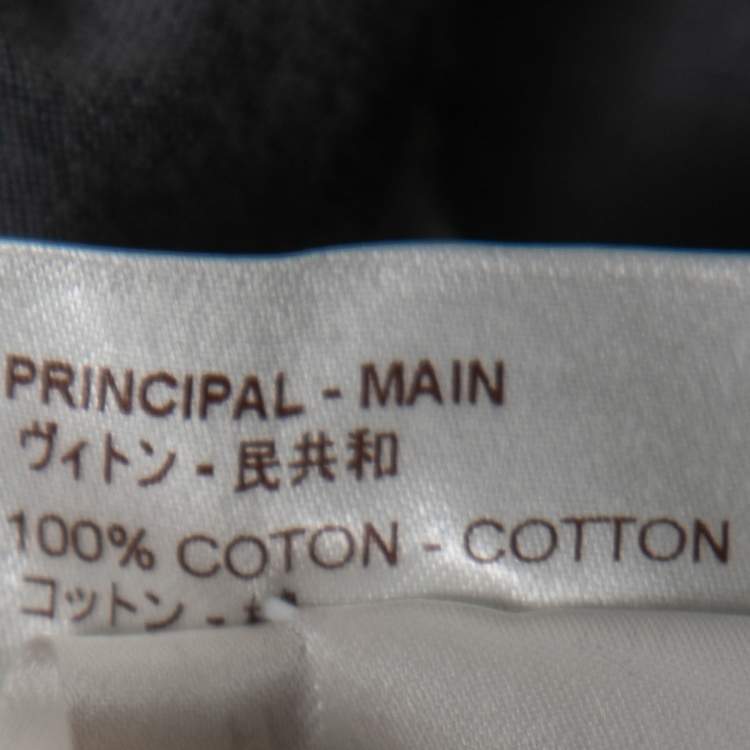 PRINCIPAL - MAIN
ヴィトン - 民共和
100% COTON - COTTON
コットン -